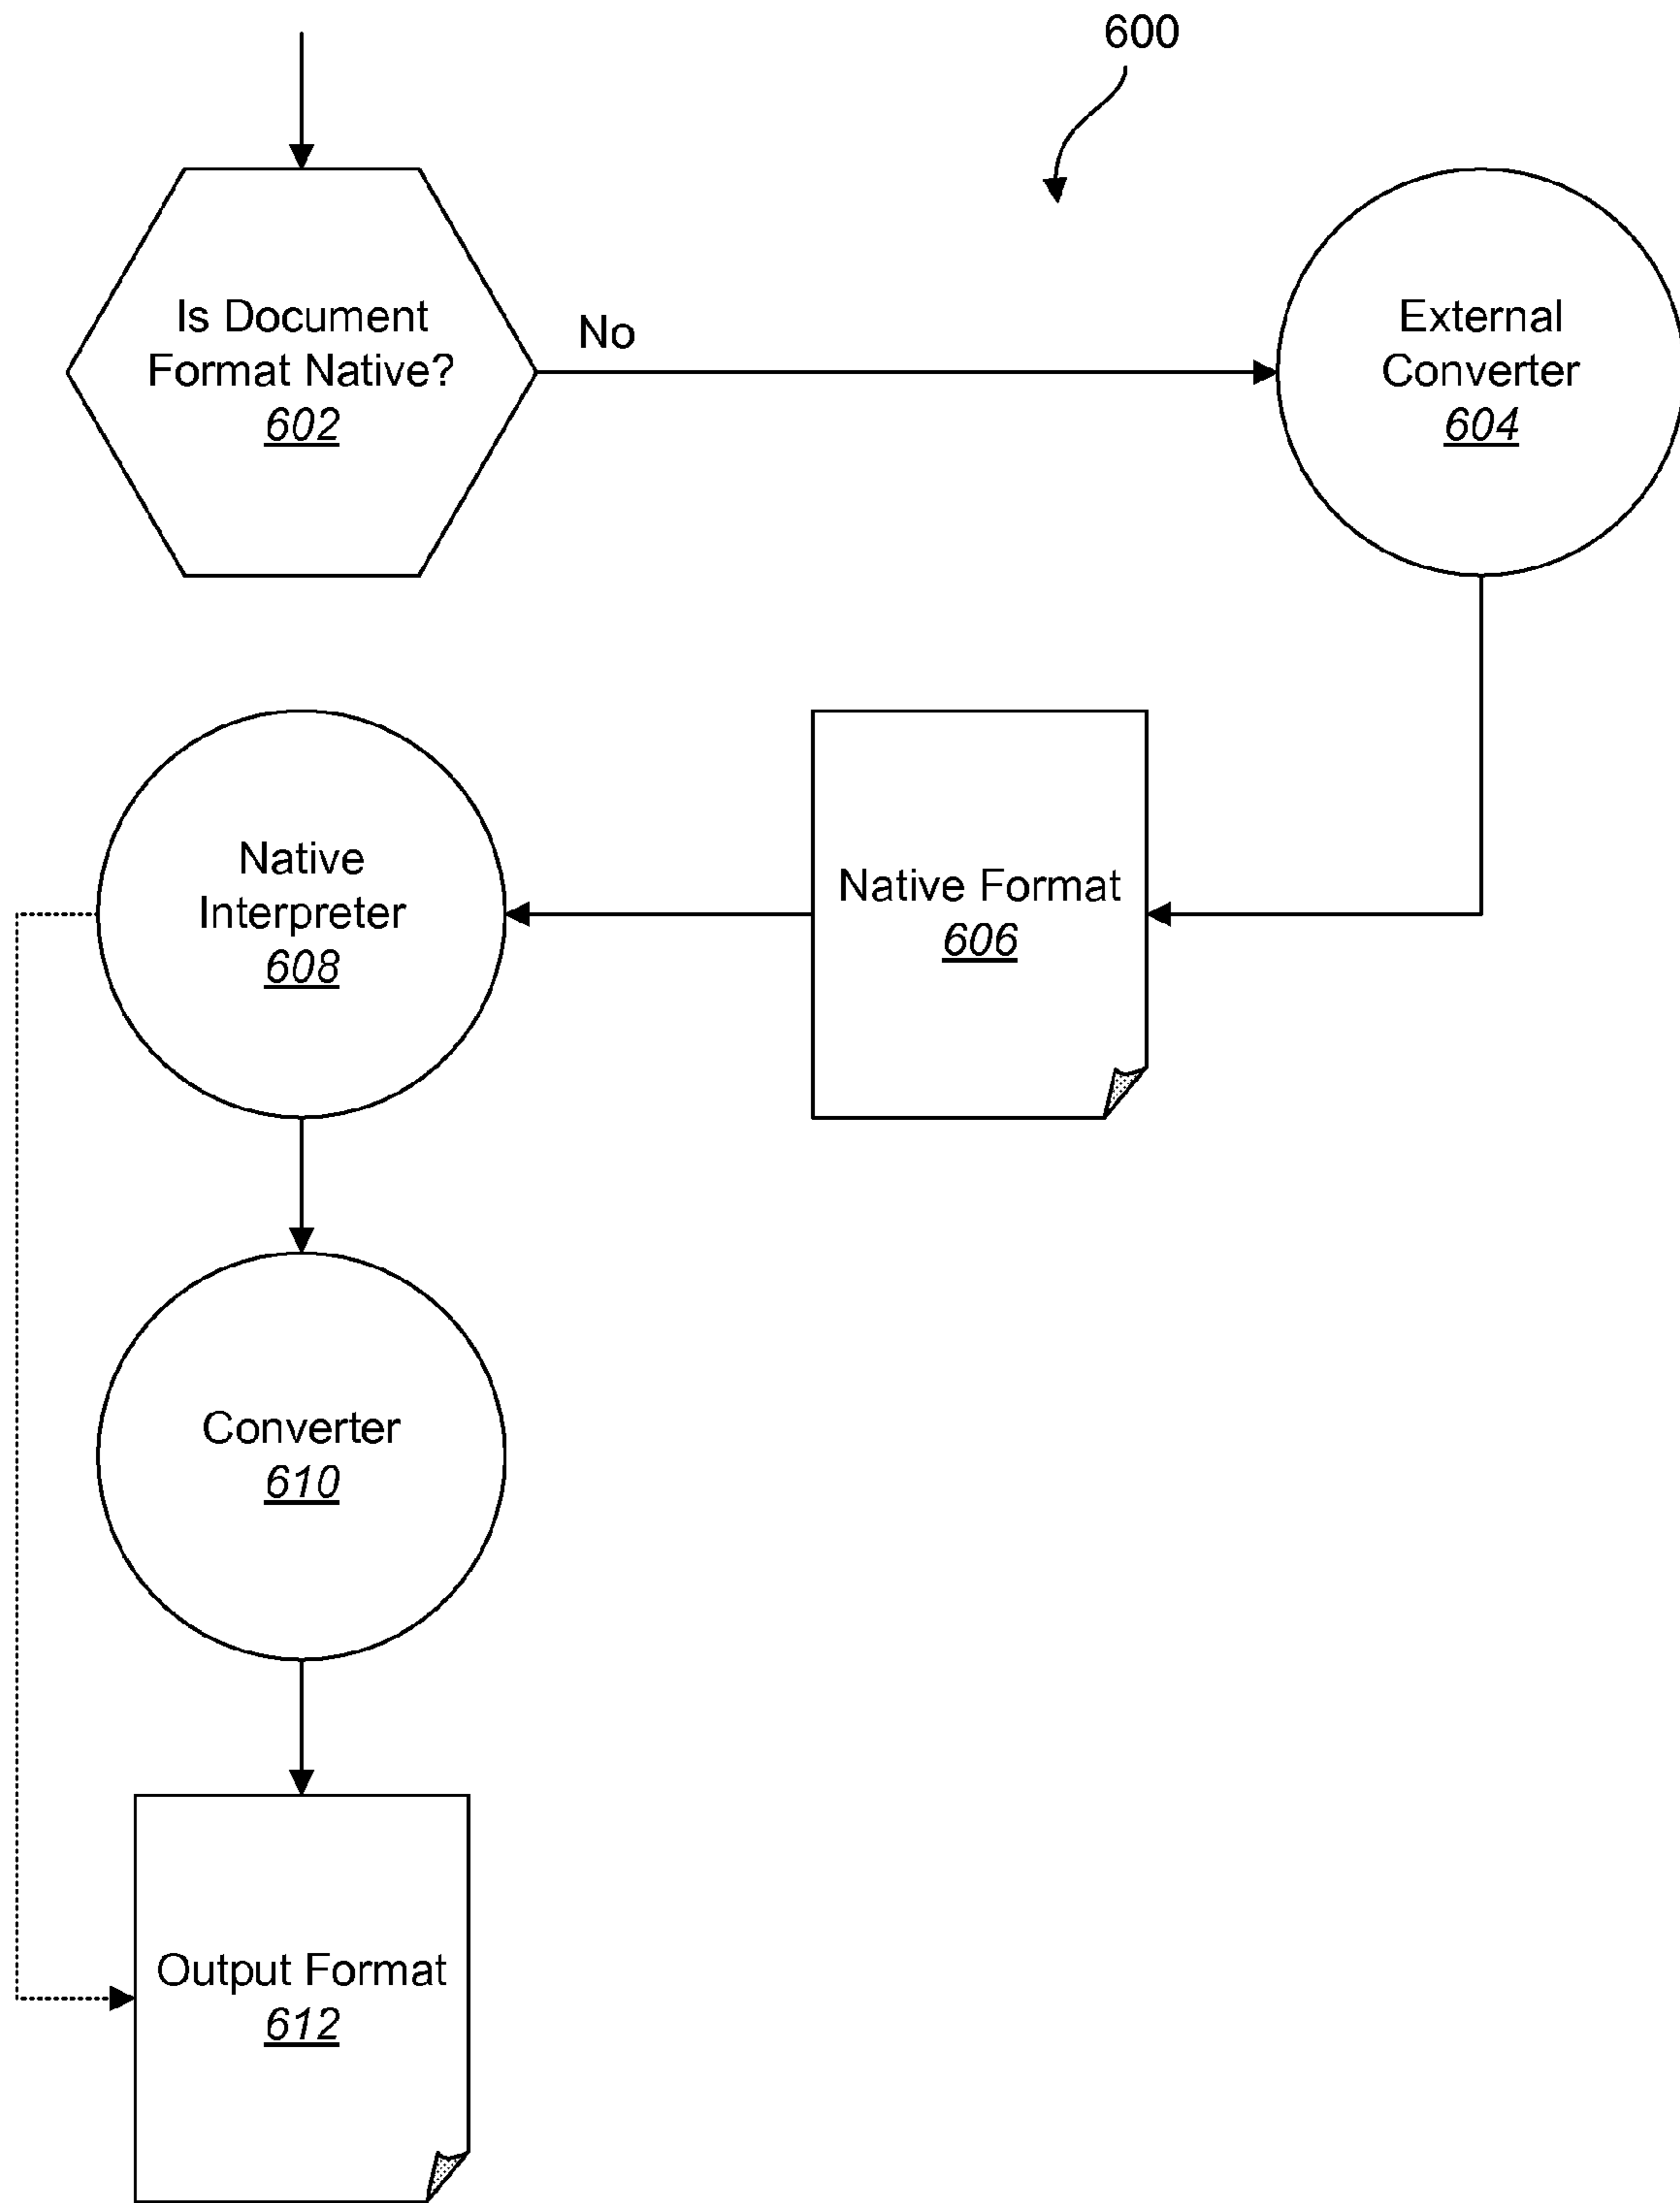 600
Is Document
Format Native?
602
No
External
Converter
604
Native
Interpreter
608
Native Format
606
Converter
610
Output Format
612